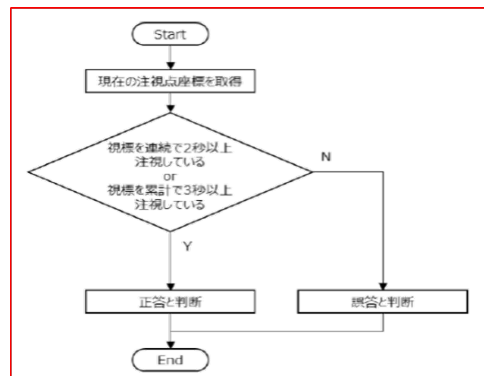 Start
現在の注視点座標を取得
視標を連続で2秒以上
注視している
or
視標を累計で3秒以上
注視している
N
Y
正答と判断
誤答と判断
End